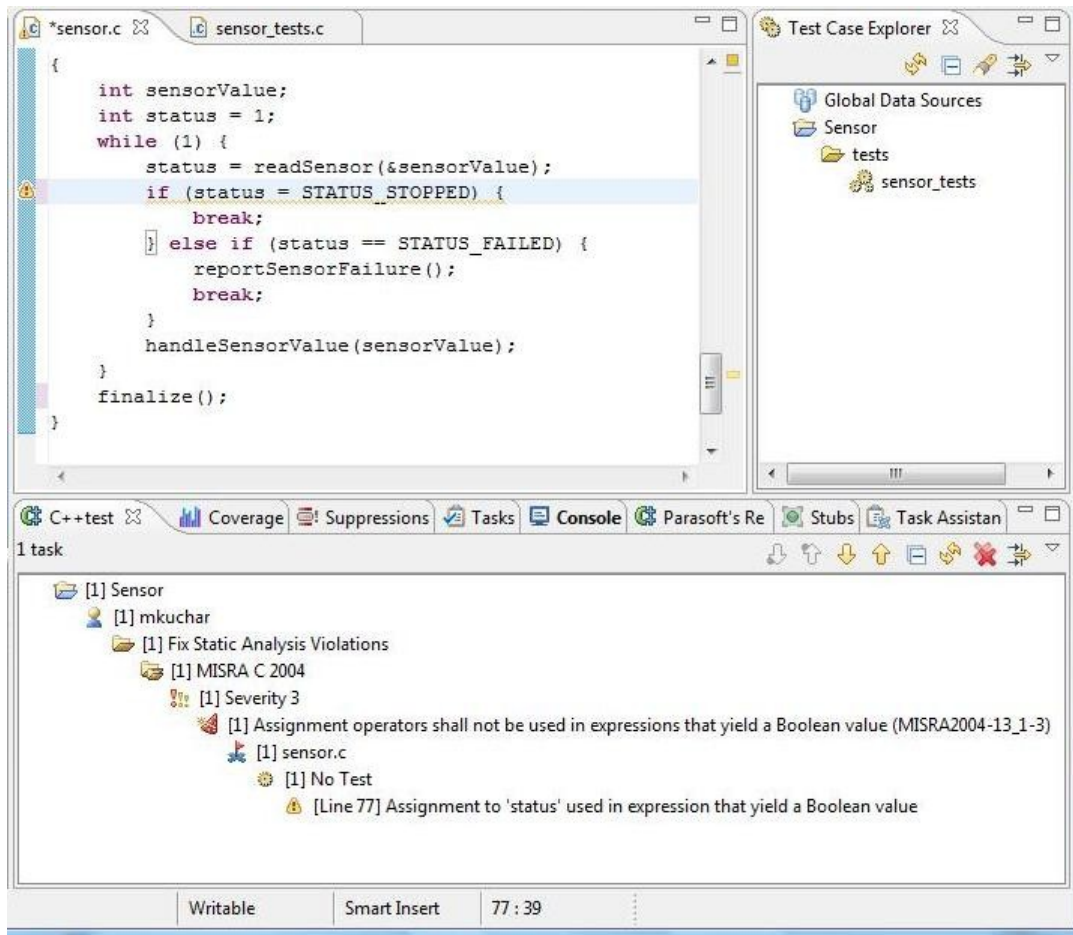 *sensor.c sensor_tests.c
{
int sensorValue;
int status = 1;
while (1) {
status = readSensor(&sensorValue);
if (status = STATUS_STOPPED) {
break;
} else if (status == STATUS_FAILED) {
reportSensorFailure();
break;
}
handleSensorValue(sensorValue);
}
finalize();
}
Test Case Explorer
Global Data Sources
Sensor
tests
sensor_tests
C++test Coverage Suppressions Tasks Console Parasoft's Re Stubs Task Assistan
1 task
[1] Sensor
[1] mkuchar
[1] Fix Static Analysis Violations
[1] MISRA C 2004
[1] Severity 3
[1] Assignment operators shall not be used in expressions that yield a Boolean value (MISRA2004-13_1-3)
[1] sensor.c
[1] No Test
[Line 77] Assignment to 'status' used in expression that yield a Boolean value
Writable Smart Insert 77 : 39